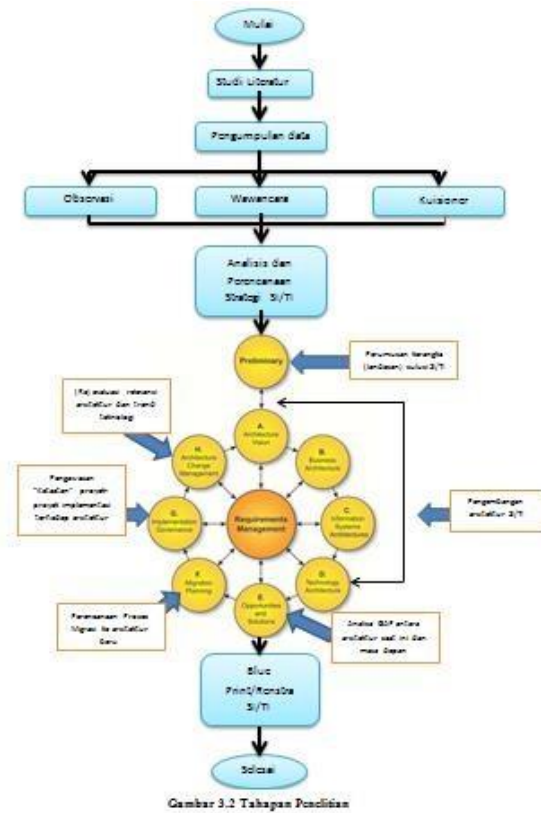 Mulai
Studi Literatur
Pengumpulan data
Observasi
Wawancara
Kuisioner
Analisis dan
Perencanaan
Strategi SI/TI
Preliminary
Perumusan kerangka
(landasan) solusi SI/TI
(Re)evaluasi relevansi
arsitektur dan trend
teknologi
A.
Architecture
Vision
H.
Architecture
Change
Management
B.
Business
Architecture
Pengawasan
proyek
proyek implementasi
terhadap arsitektur
G.
Implementation
Governance
Requirements
Management
C.
Information
Systems
Architectures
Pengembangan
arsitektur SI/TI
F.
Migration
Planning
D.
Technology
Architecture
E.
Opportunities
and
Solutions
Perencanaan Proses
Migrasi ke arsitektur
Baru
Analisa GAP antara
arsitektur saat ini dan
masa depan
Blue
Print/Renstra
SI/TI
Selesai
Gambar 3.2 Tahapan Penelitian